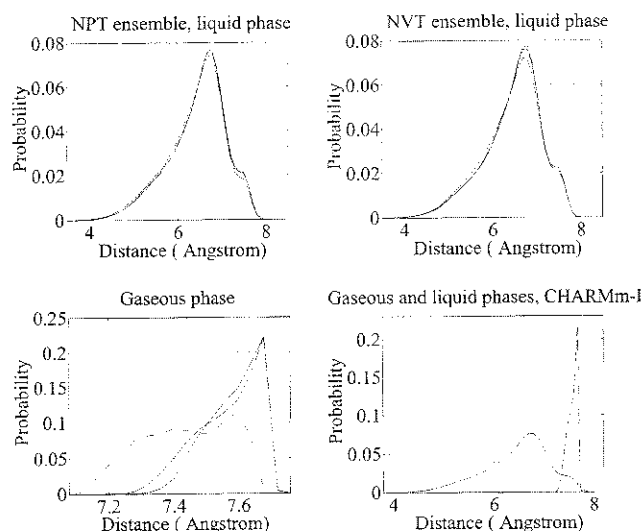 NPT ensemble, liquid phase
NVT ensemble, liquid phase
0.08
0.06
0.04
0.02
0
Probability
4
6
8
Distance ( Angstrom)
0.08
0.06
0.04
0.02
0
Probability
4
6
8
Distance ( Angstrom)
Gaseous phase
Gaseous and liquid phases, CHARMm-I
0.25
0.2
0.15
0.1
0.05
0
Probability
7.2
7.4
7.6
Distance ( Angstrom)
0.2
0.15
0.1
0.05
0
Probability
4
6
8
Distance ( Angstrom)